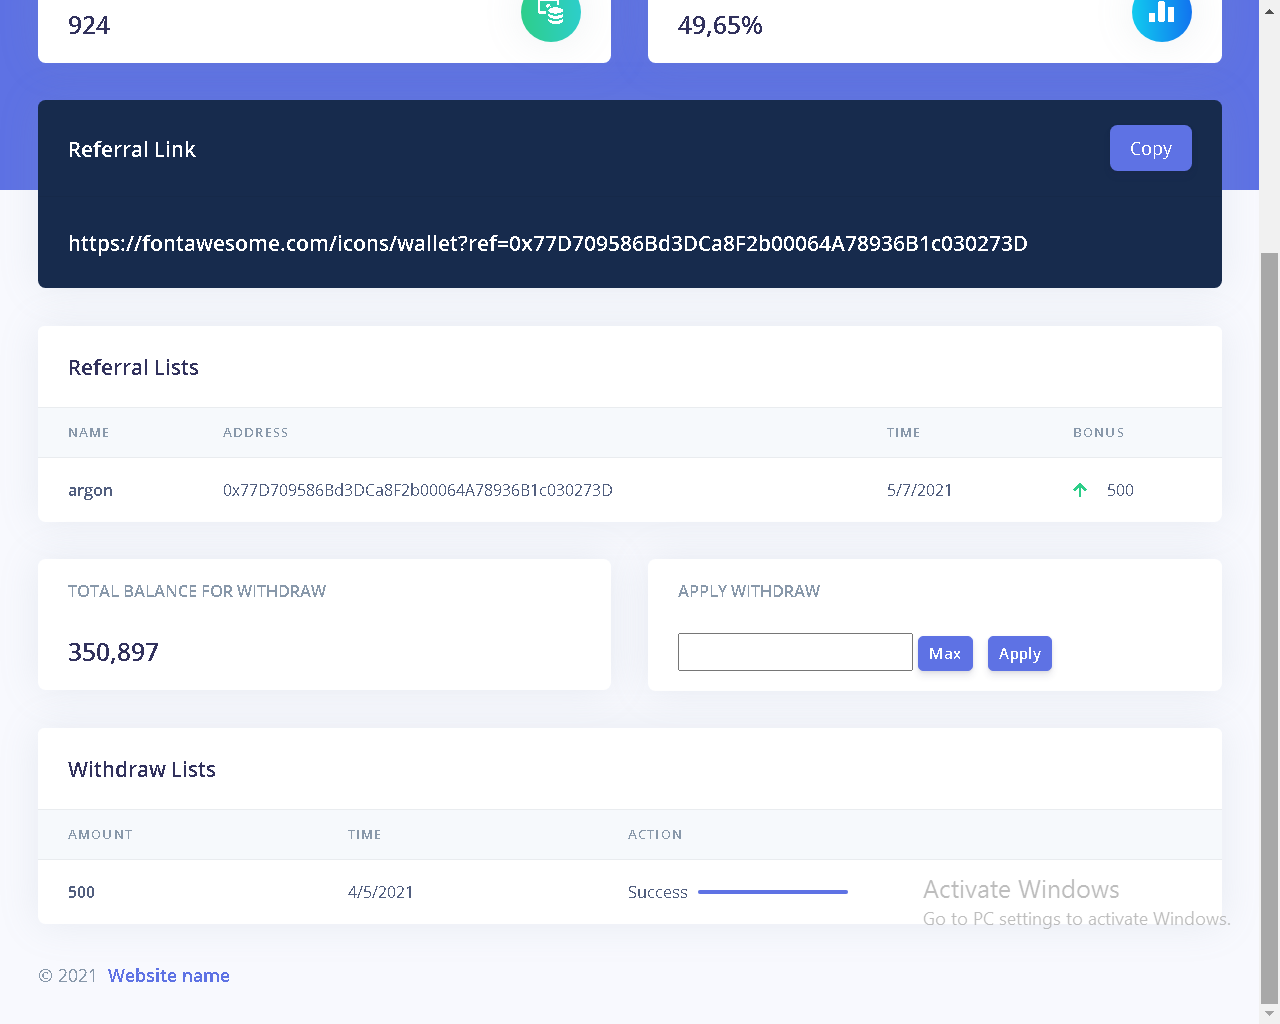 924
49,65%
Referral Link
Copy
https://fontawesome.com/icons/wallet?ref=0x77D709586Bd3DCa8F2b00064A78936B1c030273D
Referral Lists
NAME ADDRESS TIME BONUS
argon 0x77D709586Bd3DCa8F2b00064A78936B1c030273D 5/7/2021 500
TOTAL BALANCE FOR WITHDRAW
350,897
APPLY WITHDRAW
Max Apply
Withdraw Lists
AMOUNT TIME ACTION
500 4/5/2021 Success
Activate Windows
Go to PC settings to activate Windows.
© 2021 Website name